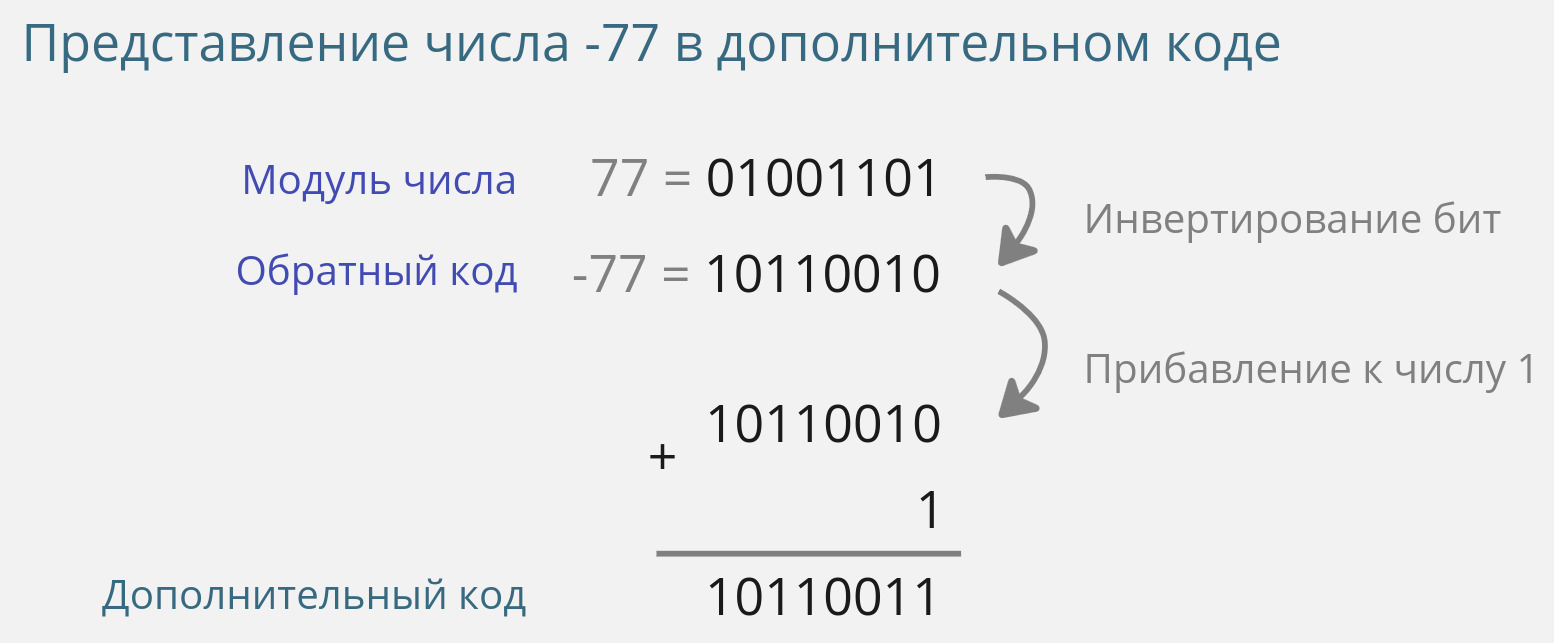 Представление числа -77 в дополнительном коде
Модуль числа 77 = 01001101
Инвертирование бит
Обратный код -77 = 10110010
Прибавление к числу 1
10110010
+
1
Дополнительный код 10110011